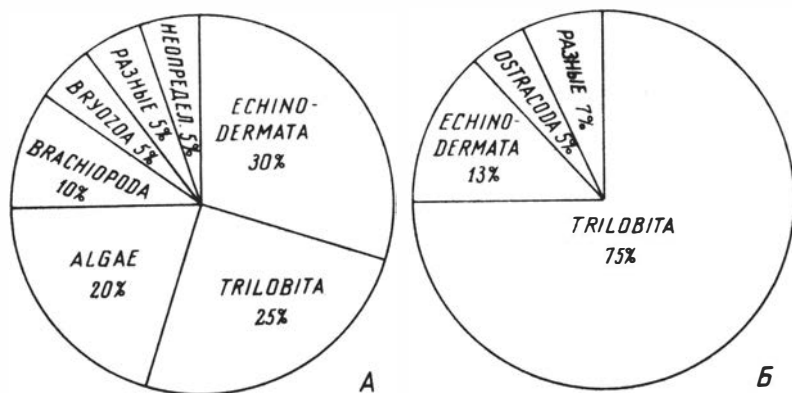 ECHINO-
DERMATA
30%
TRILOBITA
25%
ALGAE
20%
BRACHIOPODA
10%
BRYOZOA 5%
РАЗНЫЕ 5%
НЕОПРЕДЕЛ. 5%
А
TRILOBITA
75%
ECHINO-
DERMATA
13%
OSTRACODA 5%
РАЗНЫЕ 7%
Б